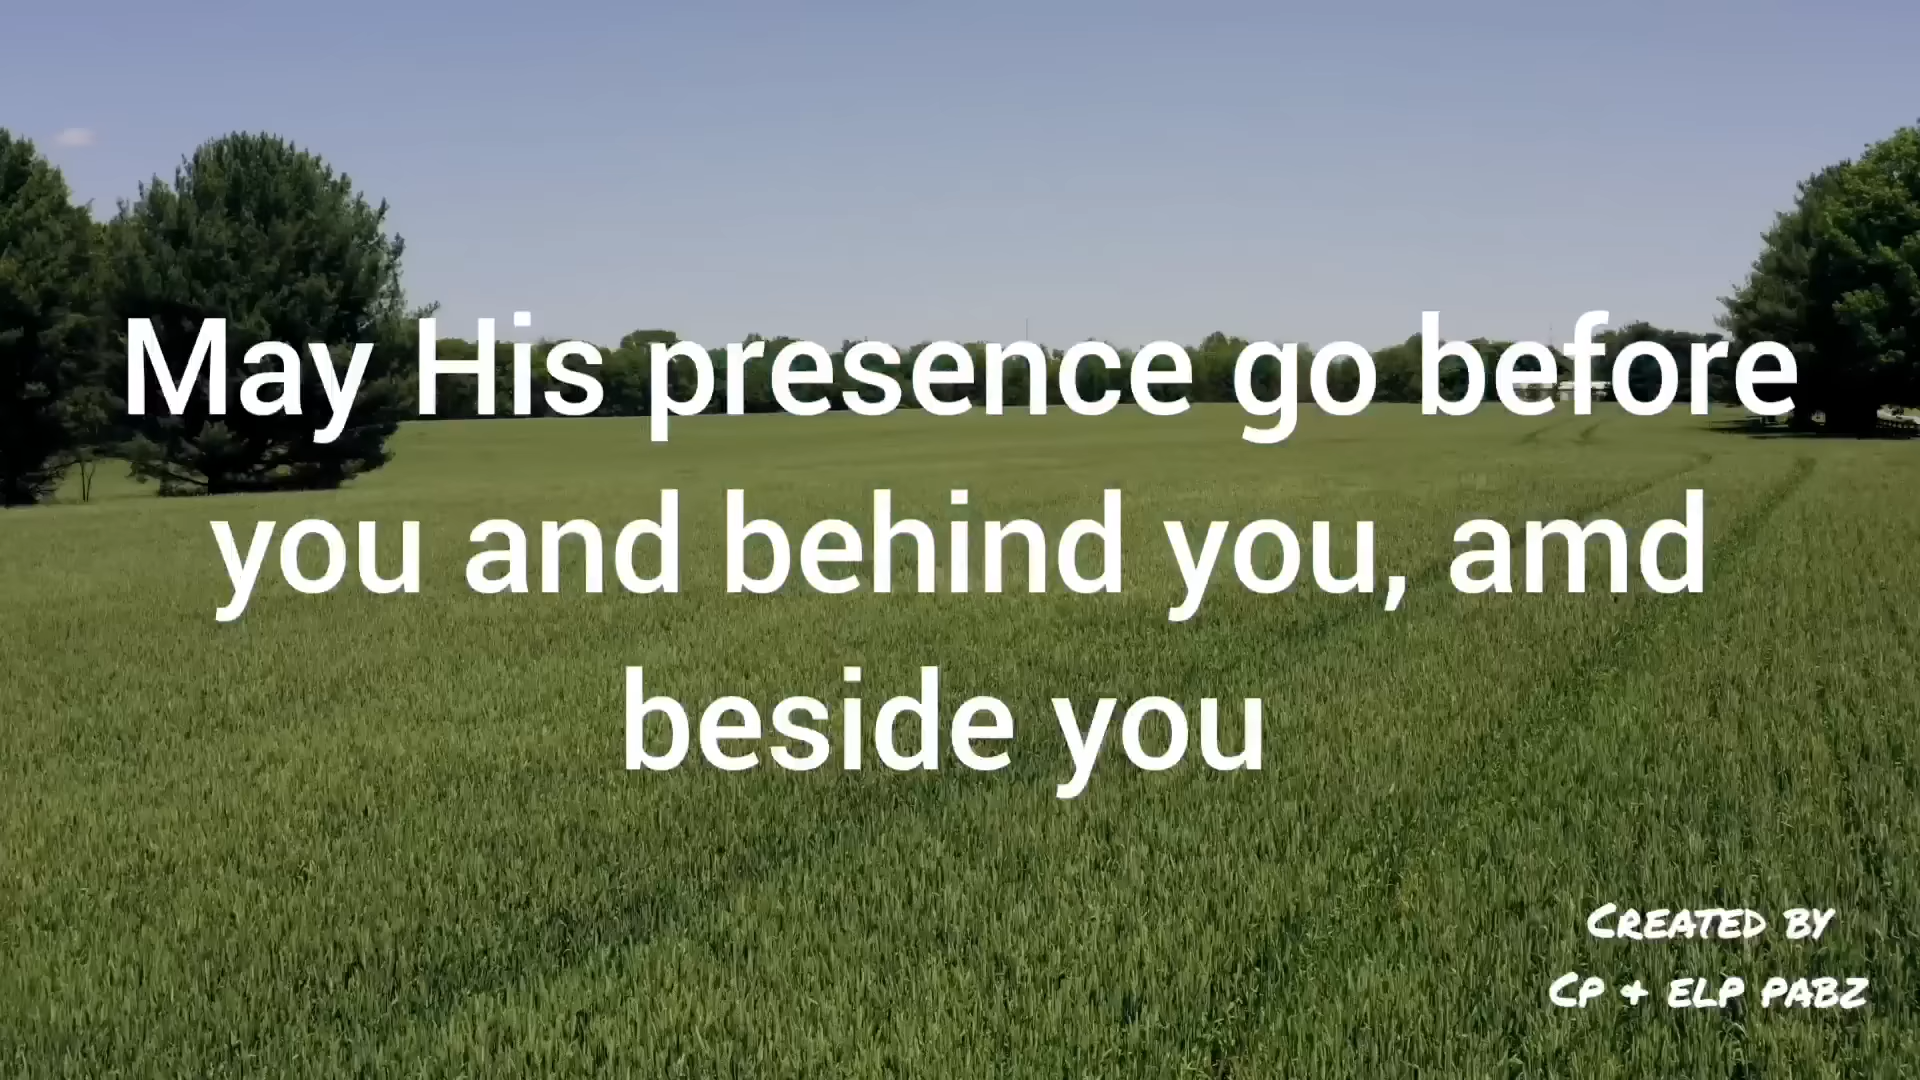 May His presence go before
you and behind you, amd
beside you
Created by
Cp & elp pabz